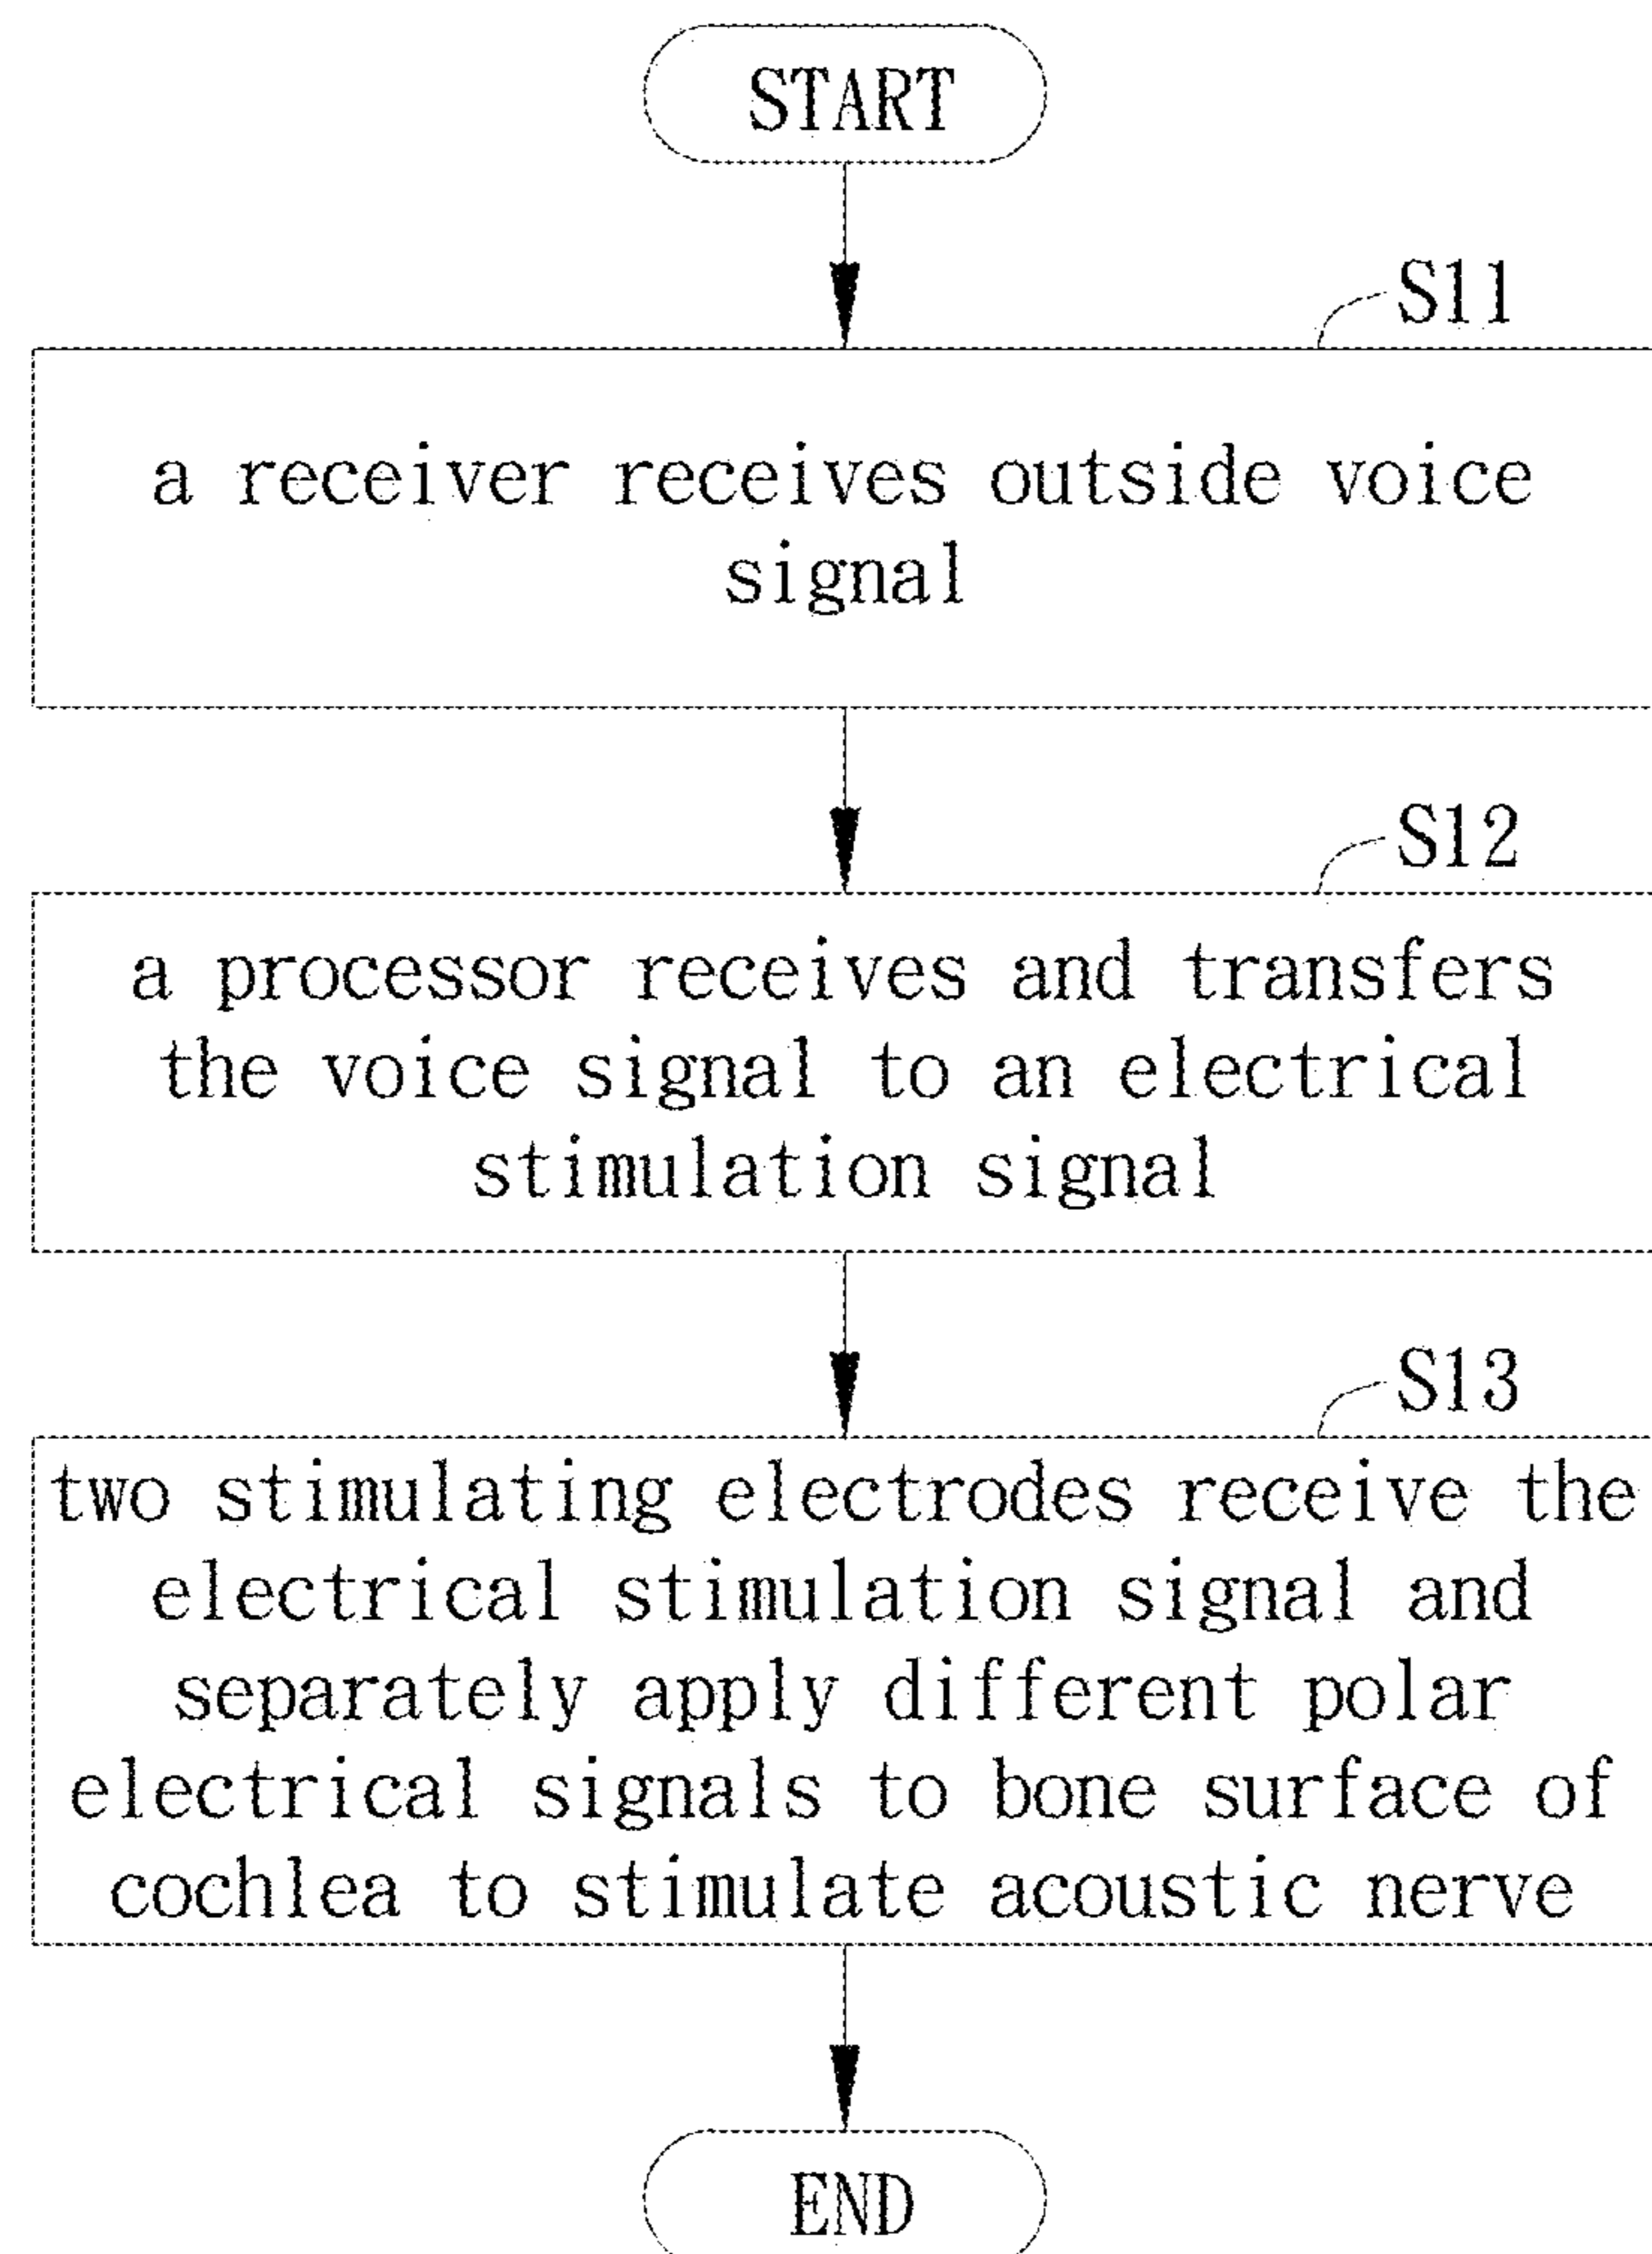 START
S11
a receiver receives outside voice
signal
S12
a processor receives and transfers
the voice signal to an electrical
stimulation signal
S13
two stimulating electrodes receive the
electrical stimulation signal and
separately apply different polar
electrical signals to bone surface of
cochlea to stimulate acoustic nerve
END